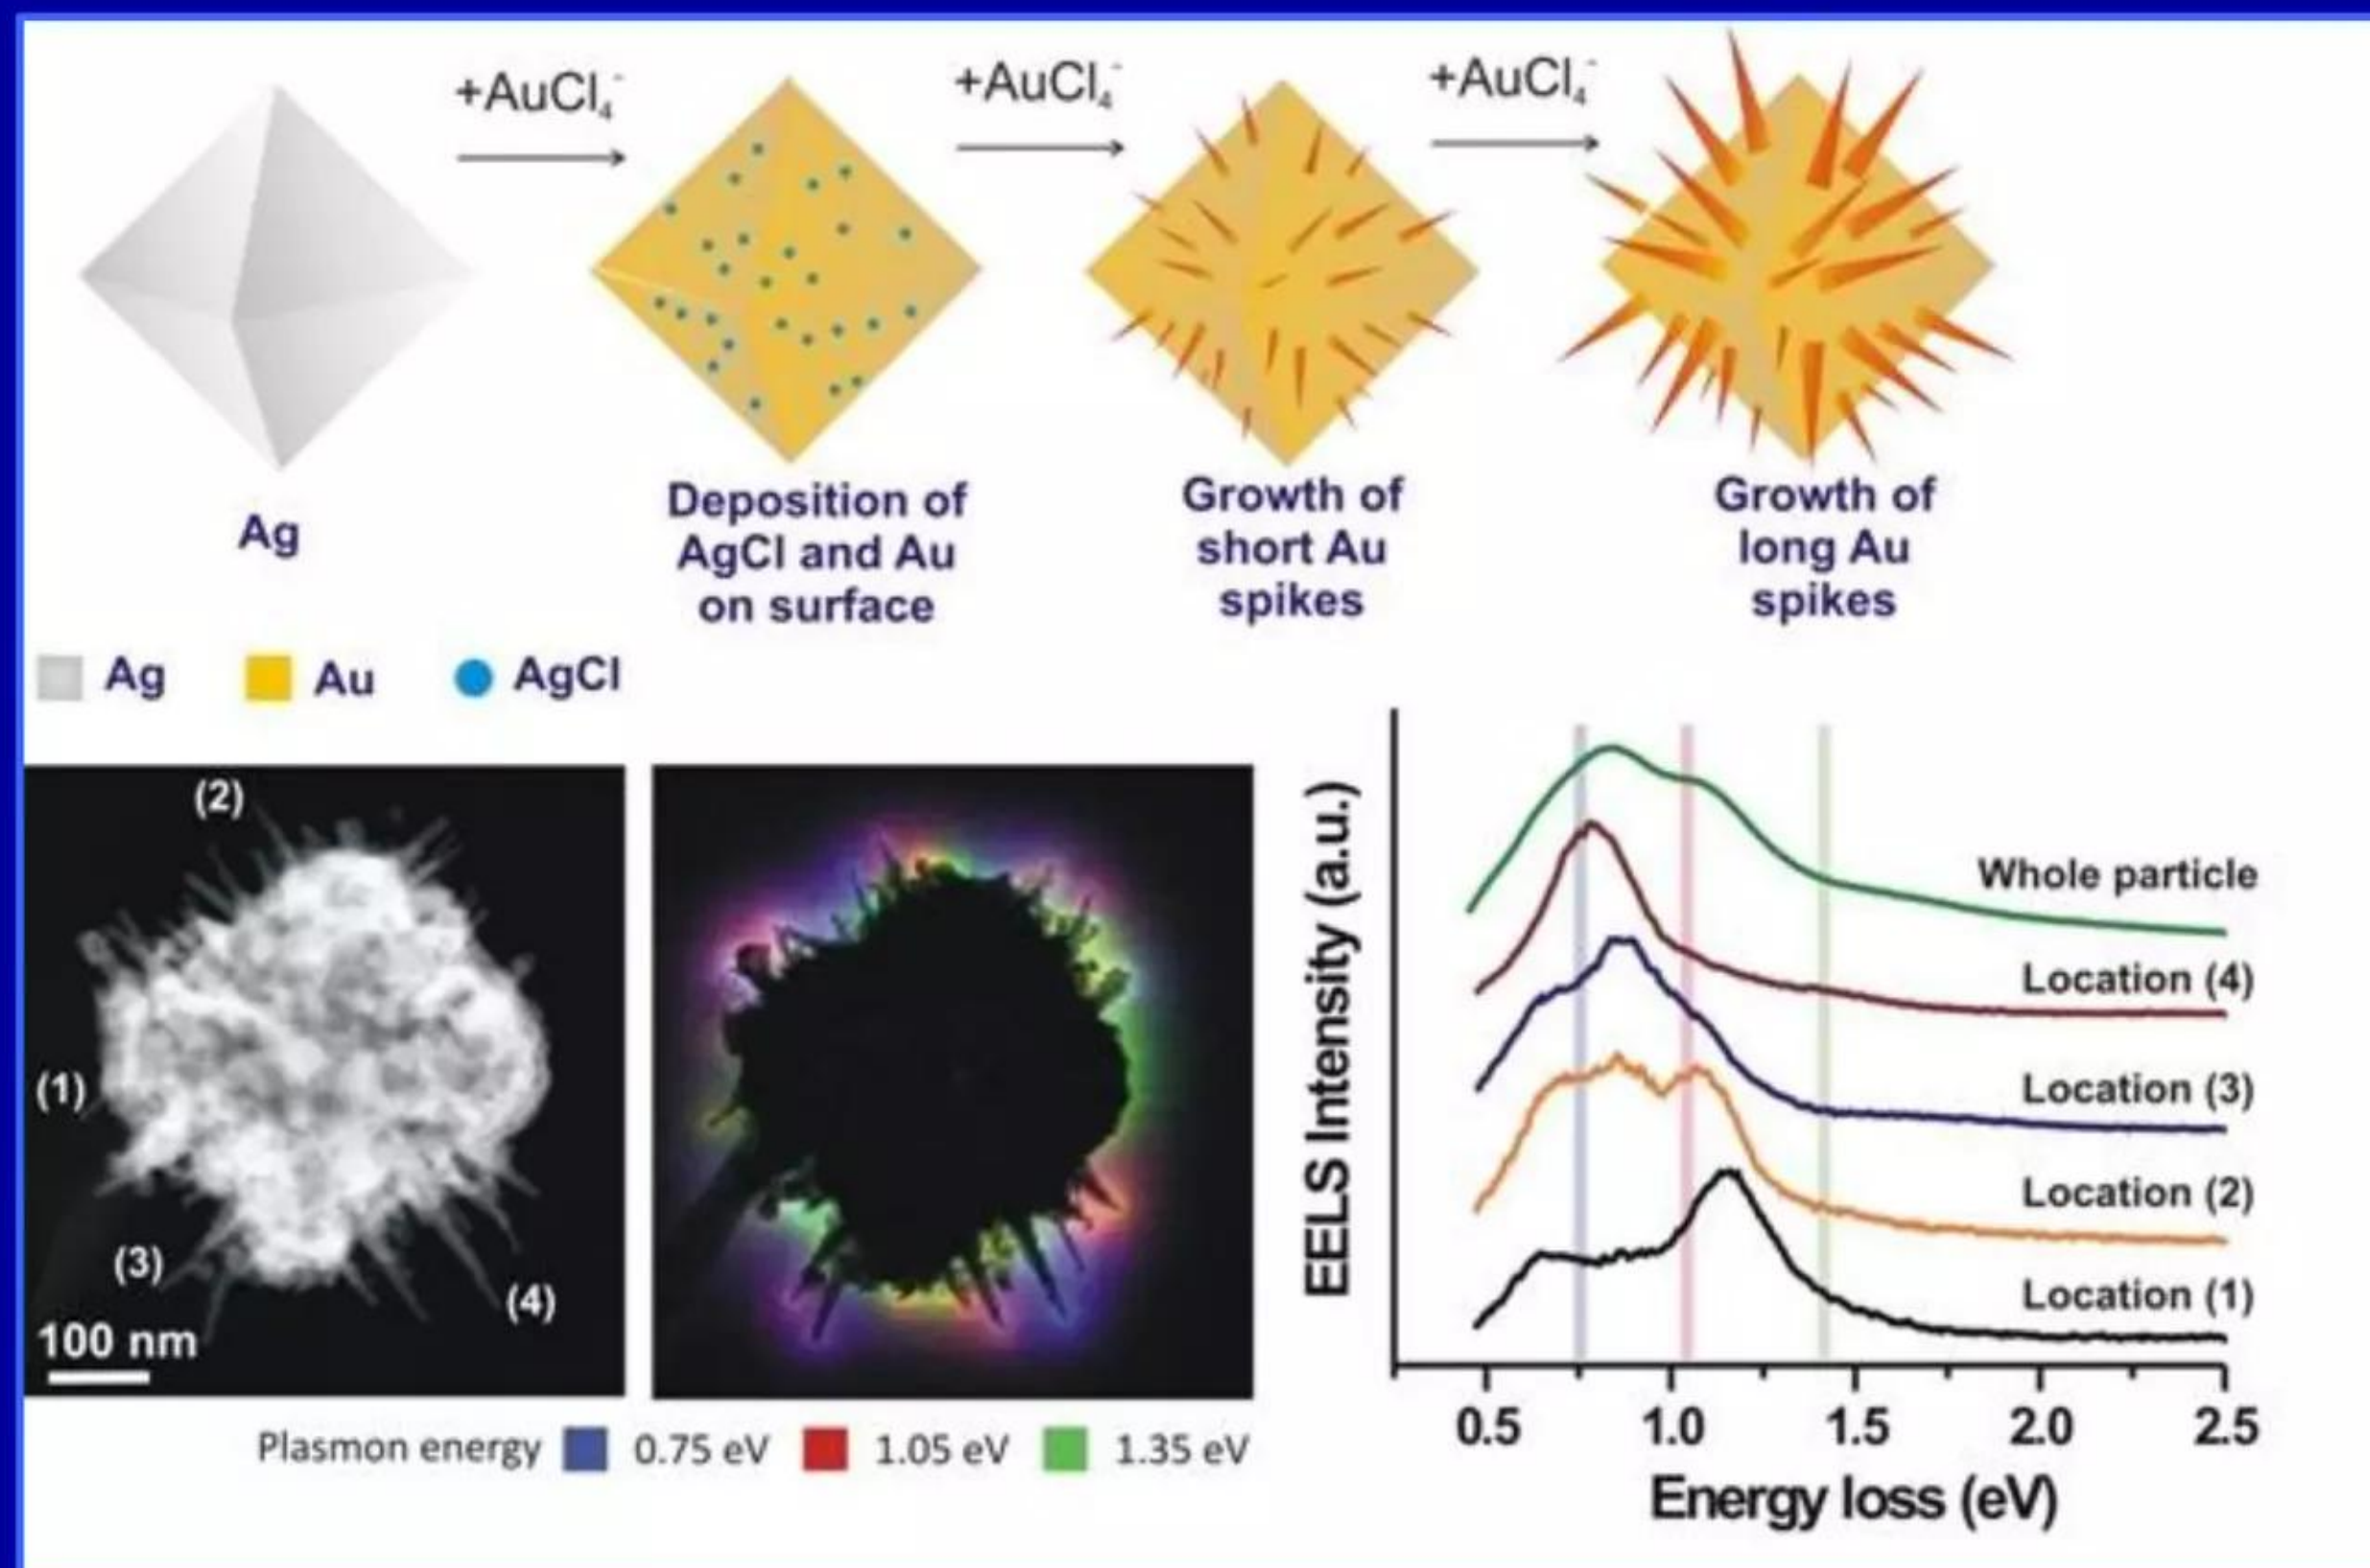 +AuCl₄⁻
+AuCl₄⁻
+AuCl₄⁻
Ag
Deposition of
AgCl and Au
on surface
Growth of
short Au
spikes
Growth of
long Au
spikes
Ag
Au
AgCl
(2)
(1)
(3)
(4)
100 nm
Plasmon energy
0.75 eV
1.05 eV
1.35 eV
EELS Intensity (a.u.)
Whole particle
Location (4)
Location (3)
Location (2)
Location (1)
0.5 1.0 1.5 2.0 2.5
Energy loss (eV)